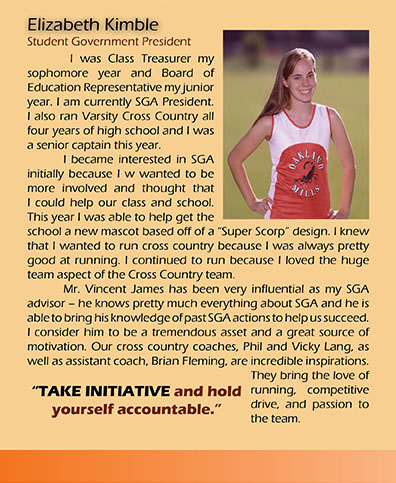 Elizabeth Kimble
Student Government President
I was Class Treasurer my
sophomore year and Board of
Education Representative my junior
year. I am currently SGA President.
I also ran Varsity Cross Country all
four years of high school and I was
a senior captain this year.
I became interested in SGA
initially because I w wanted to be
more involved and thought that
I could help our class and school.
This year I was able to help get the
school a new mascot based off of a "Super Scorp" design. I knew
that I wanted to run cross country because I was always pretty
good at running. I continued to run because I loved the huge
team aspect of the Cross Country team.
Mr. Vincent James has been very influential as my SGA
advisor – he knows pretty much everything about SGA and he is
able to bring his knowledge of past SGA actions to help us succeed.
I consider him to be a tremendous asset and a great source of
motivation. Our cross country coaches, Phil and Vicky Lang, as
well as assistant coach, Brian Fleming, are incredible inspirations.
They bring the love of
running, competitive
drive, and passion to
the team.
"TAKE INITIATIVE and hold
yourself accountable."
OAKLAND
MILLS